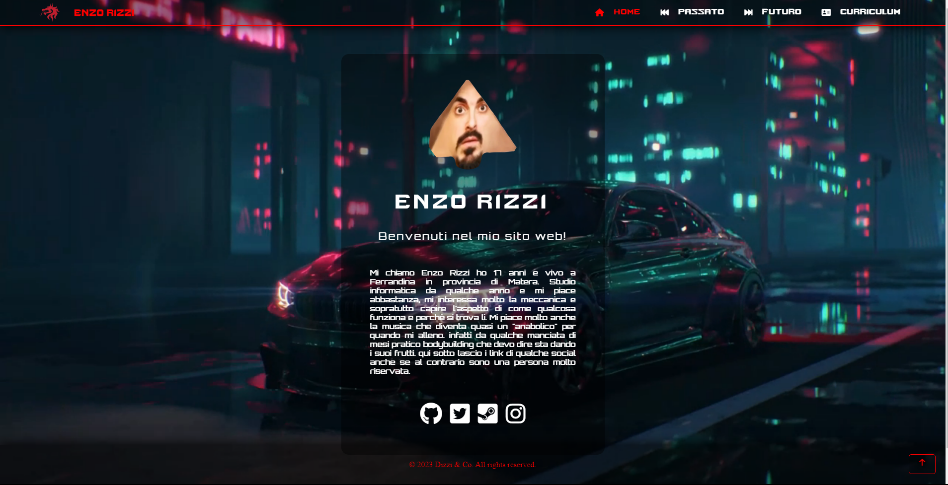 ENZO RIZZI
HOME
PASSATO
FUTURO
CURRICULUM
ENZO RIZZI
Benvenuti nel mio sito web!
Mi chiamo Enzo Rizzi ho 17 anni e vivo a
Ferrandina in provincia di Matera. Studio
informatica da qualche anno e mi piace
abbastanza, mi interessa molto la meccanica e
sopratutto capire l'aspetto di come qualcosa
funziona e perchè si trova lì. Mi piace molto anche
la musica che diventa quasi un "anabolico" per
quando mi alleno. infatti da qualche manciata di
mesi pratico bodybuilding che devo dire sta dando
i suoi frutti. qui sotto lascio i link di qualche social
anche se al contrario sono una persona molto
riservata.
© 2023 & Co. All rights reserved